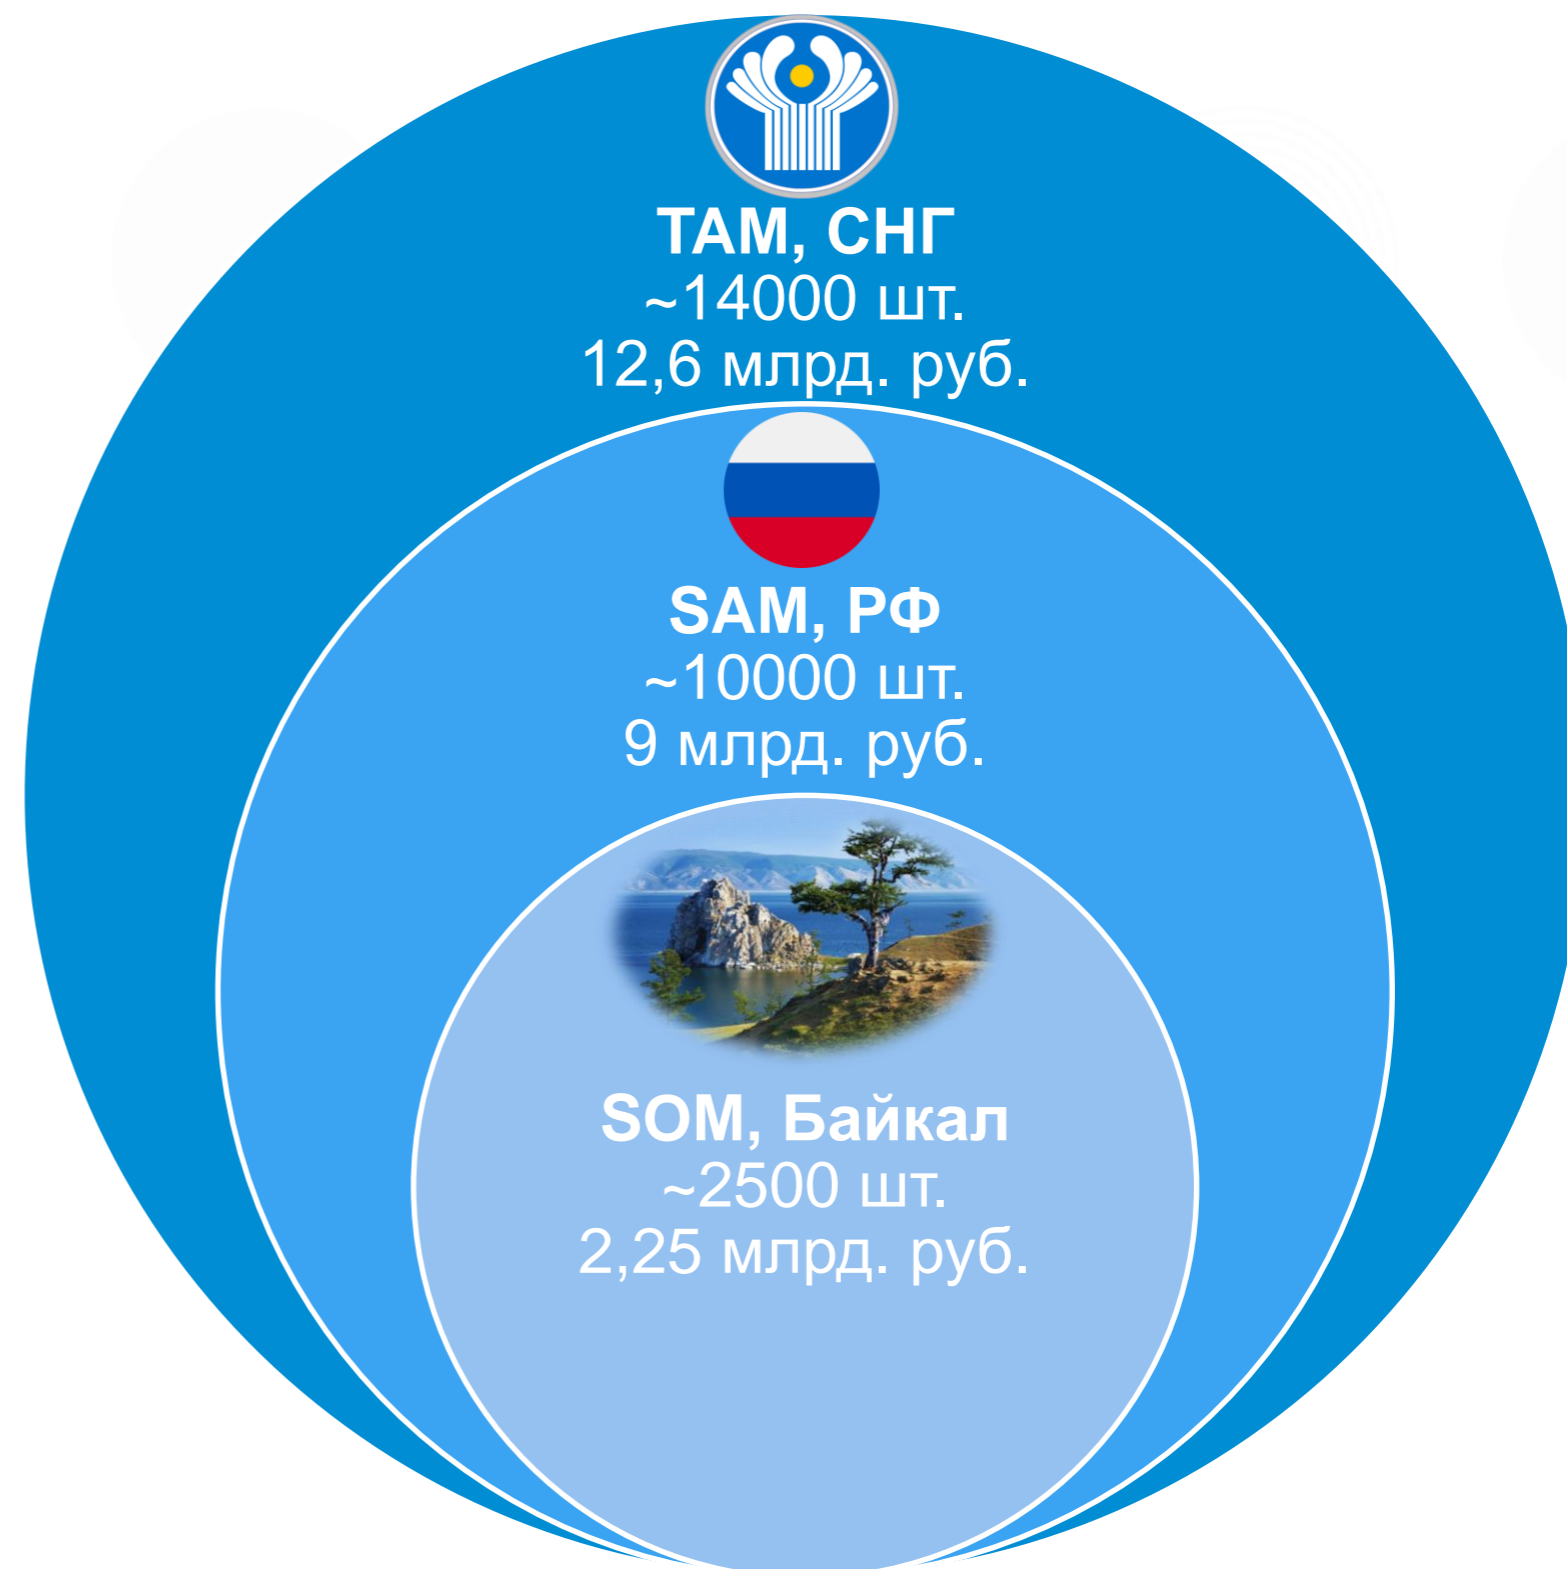 TAM, СНГ
~14000 шт.
12,6 млрд. руб.
SAM, РФ
~10000 шт.
9 млрд. руб.
SOM, Байкал
~2500 шт.
2,25 млрд. руб.